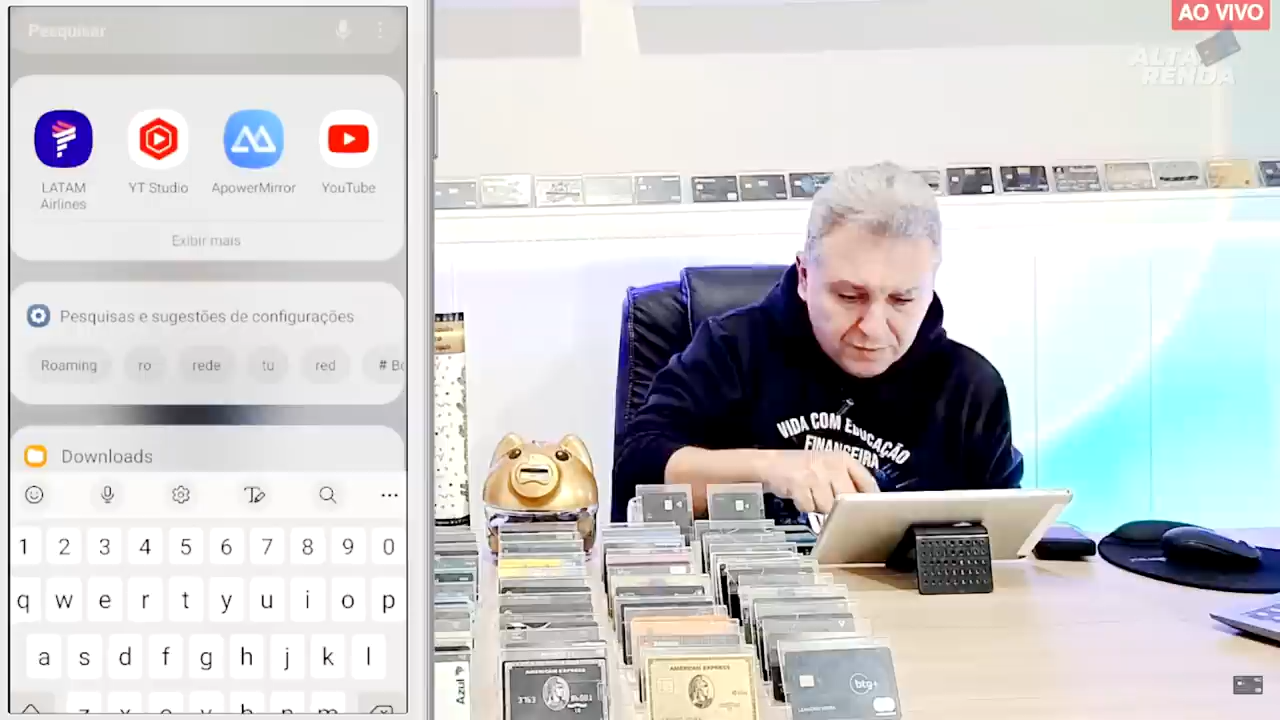 Pesquisar
LATAM
Airlines
YT Studio
ApowerMirror
YouTube
Exibir mais
Pesquisas e sugestões de configurações
Roaming
ro
rede
tu
red
# Bo
Downloads
1 2 3 4 5 6 7 8 9 0
q w e r t y u i o p
a s d f g h j k l
z x c v b n m
AO VIVO
ALTA
RENDA
VIDA COM EDUCAÇÃO
FINANCEIRA
Azul
AMERICAN EXPRESS
AMERICAN EXPRESS
btg+